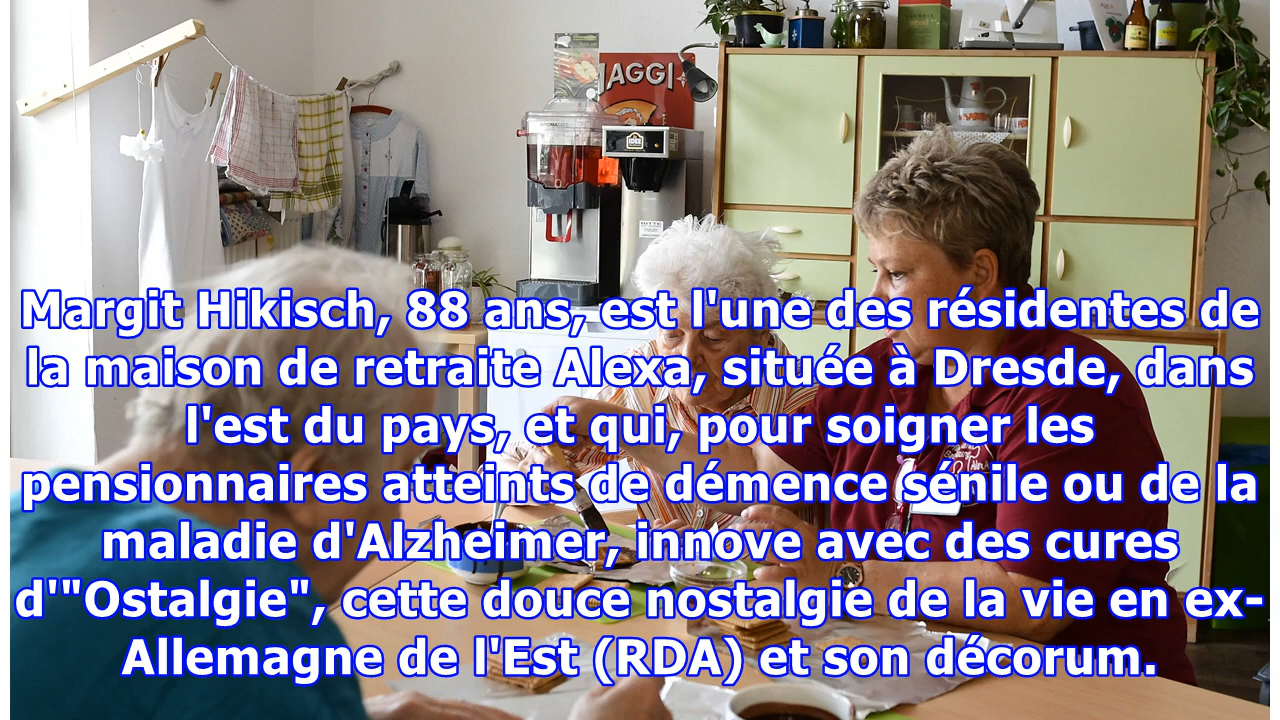 MAGGI
IDEE
Margit Hikisch, 88 ans, est l'une des résidentes de
la maison de retraite Alexa, située à Dresde, dans
l'est du pays, et qui, pour soigner les
pensionnaires atteints de démence sénile ou de la
maladie d'Alzheimer, innove avec des cures
d'"Ostalgie", cette douce nostalgie de la vie en ex-
Allemagne de l'Est (RDA) et son décorum.